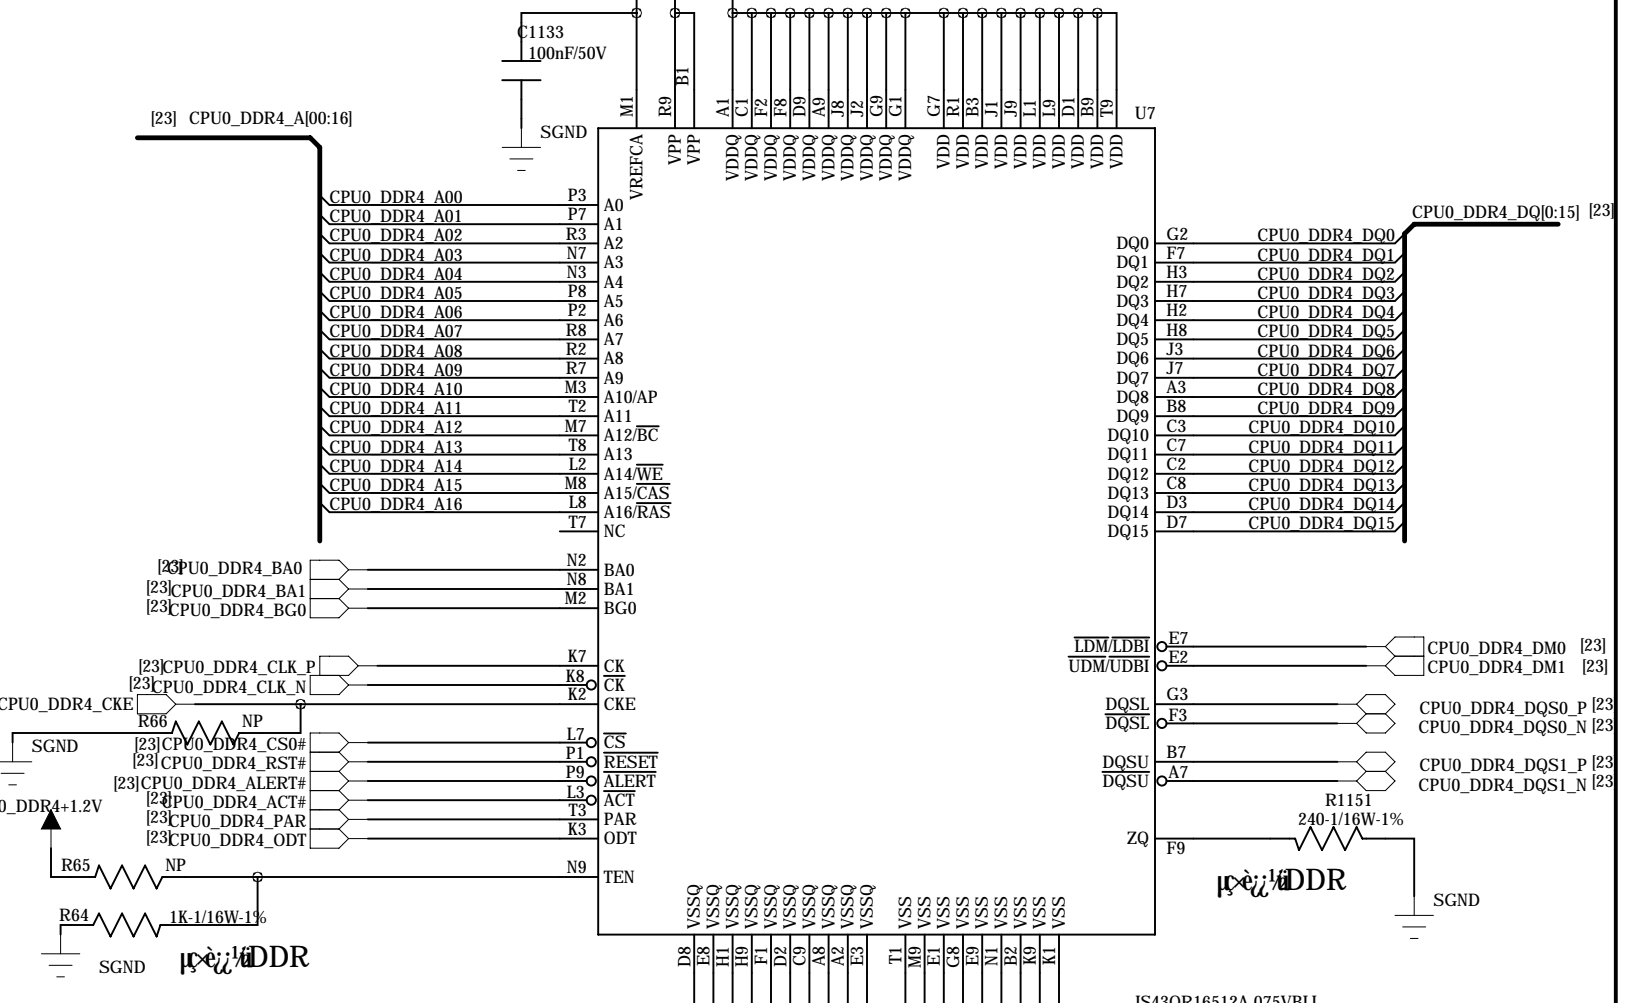 C1133
100nF/50V
SGND
M1 R9 B1 A1 C1 F2 F8 D9 A9 J8 J2 G9 G1 G7 R1 B3 J1 J9 L1 L9 D1 B9 T9
U7
VREFCA VPP VPP VDDQ VDDQ VDDQ VDDQ VDDQ VDDQ VDDQ VDDQ VDDQ VDDQ VDD VDD VDD VDD VDD VDD VDD VDD VDD VDD
[23] CPU0_DDR4_A[00:16]
CPU0_DDR4_A00 P3 A0
CPU0_DDR4_A01 P7 A1
CPU0_DDR4_A02 R3 A2
CPU0_DDR4_A03 N7 A3
CPU0_DDR4_A04 N3 A4
CPU0_DDR4_A05 P8 A5
CPU0_DDR4_A06 P2 A6
CPU0_DDR4_A07 R8 A7
CPU0_DDR4_A08 R2 A8
CPU0_DDR4_A09 R7 A9
CPU0_DDR4_A10 M3 A10/AP
CPU0_DDR4_A11 T2 A11
CPU0_DDR4_A12 M7 A12/BC
CPU0_DDR4_A13 T8 A13
CPU0_DDR4_A14 L2 A14/WE
CPU0_DDR4_A15 M8 A15/CAS
CPU0_DDR4_A16 L8 A16/RAS
T7 NC
[23]CPU0_DDR4_BA0 N2 BA0
[23]CPU0_DDR4_BA1 N8 BA1
[23]CPU0_DDR4_BG0 M2 BG0
[23]CPU0_DDR4_CLK_P K7 CK
[23]CPU0_DDR4_CLK_N K8 CK
CPU0_DDR4_CKE K2 CKE
R66 NP
SGND
[23]CPU0_DDR4_CS0# L7 CS
[23]CPU0_DDR4_RST# P1 RESET
[23]CPU0_DDR4_ALERT# P9 ALERT
[23]CPU0_DDR4_ACT# L3 ACT
[23]CPU0_DDR4_PAR T3 PAR
[23]CPU0_DDR4_ODT K3 ODT
0_DDR4+1.2V
R65 NP
N9 TEN
R64 1K-1/16W-1%
SGND
DDR
CPU0_DDR4_DQ[0:15] [23]
DQ0 G2 CPU0_DDR4_DQ0
DQ1 F7 CPU0_DDR4_DQ1
DQ2 H3 CPU0_DDR4_DQ2
DQ3 H7 CPU0_DDR4_DQ3
DQ4 H2 CPU0_DDR4_DQ4
DQ5 H8 CPU0_DDR4_DQ5
DQ6 J3 CPU0_DDR4_DQ6
DQ7 J7 CPU0_DDR4_DQ7
DQ8 A3 CPU0_DDR4_DQ8
DQ9 B8 CPU0_DDR4_DQ9
DQ10 C3 CPU0_DDR4_DQ10
DQ11 C7 CPU0_DDR4_DQ11
DQ12 C2 CPU0_DDR4_DQ12
DQ13 C8 CPU0_DDR4_DQ13
DQ14 D3 CPU0_DDR4_DQ14
DQ15 D7 CPU0_DDR4_DQ15
LDM/LDBI E7 CPU0_DDR4_DM0 [23]
UDM/UDBI E2 CPU0_DDR4_DM1 [23]
DQSL G3 CPU0_DDR4_DQS0_P [23
DQSL F3 CPU0_DDR4_DQS0_N [23
DQSU B7 CPU0_DDR4_DQS1_P [23
DQSU A7 CPU0_DDR4_DQS1_N [23
R1151
240-1/16W-1%
ZQ F9
DDR
SGND
VSSQ VSSQ VSSQ VSSQ VSSQ VSSQ VSSQ VSSQ VSSQ VSSQ VSS VSS VSS VSS VSS VSS VSS VSS VSS
D8 E8 H1 H9 F1 D2 C9 A8 A2 E3 T1 M9 E1 G8 E9 N1 B2 K9 K1
IS43QR16512A-075VBLI